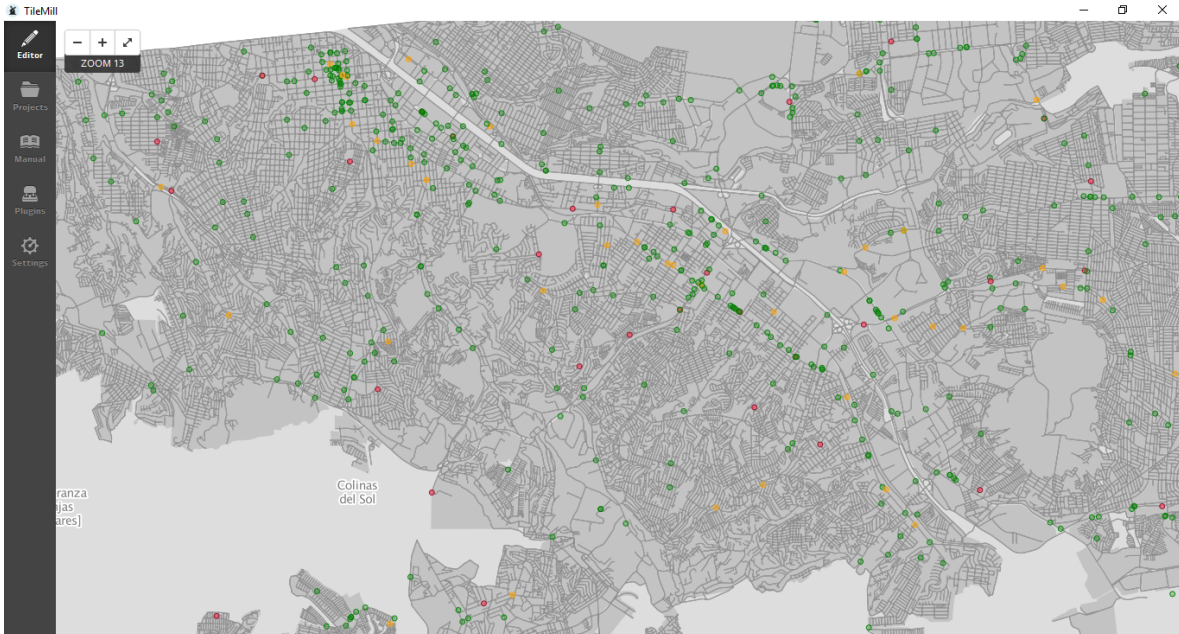 TileMill
Editor
ZOOM 13
Projects
Manual
Plugins
Settings
Colinas
del Sol
ranza
jas
ares]